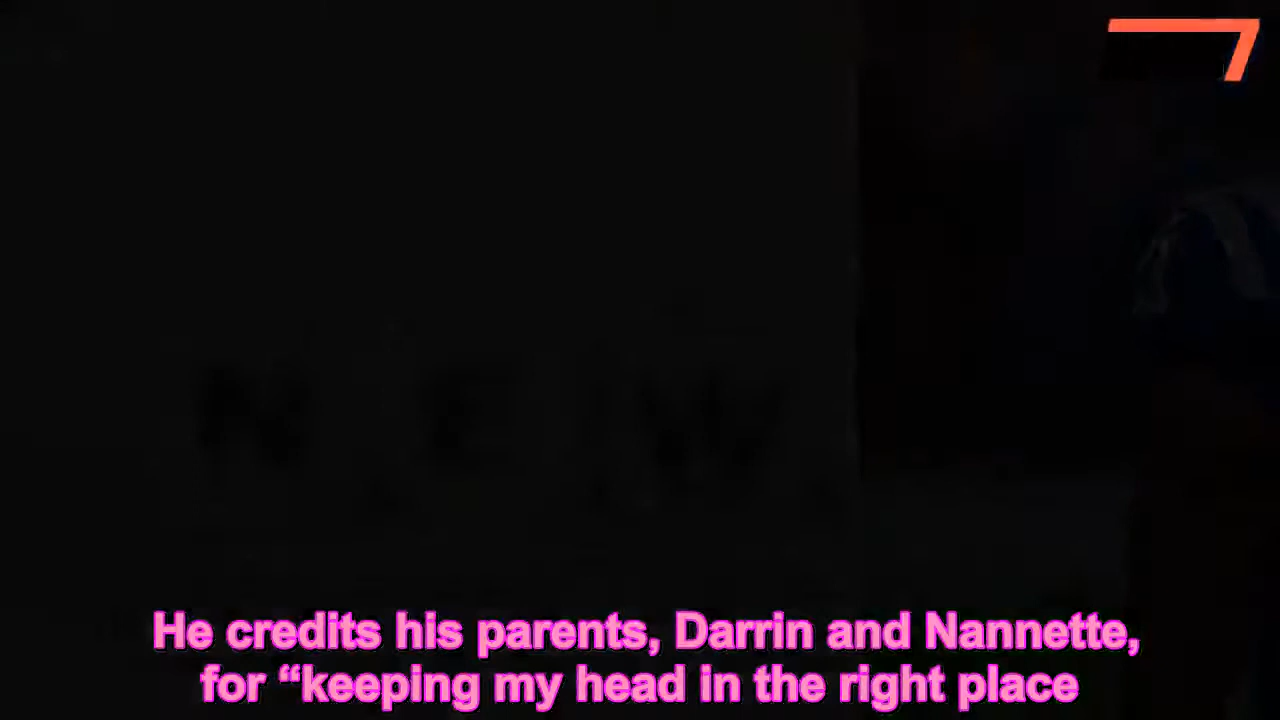 He credits his parents, Darrin and Nannette,
for “keeping my head in the right place